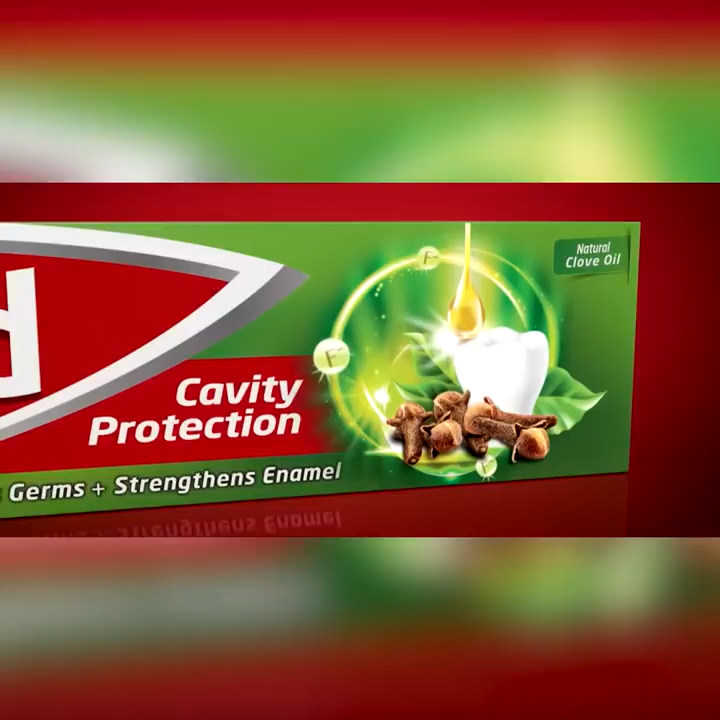 Natural
Clove Oil
d
Cavity
Protection
Germs + Strengthens Enamel